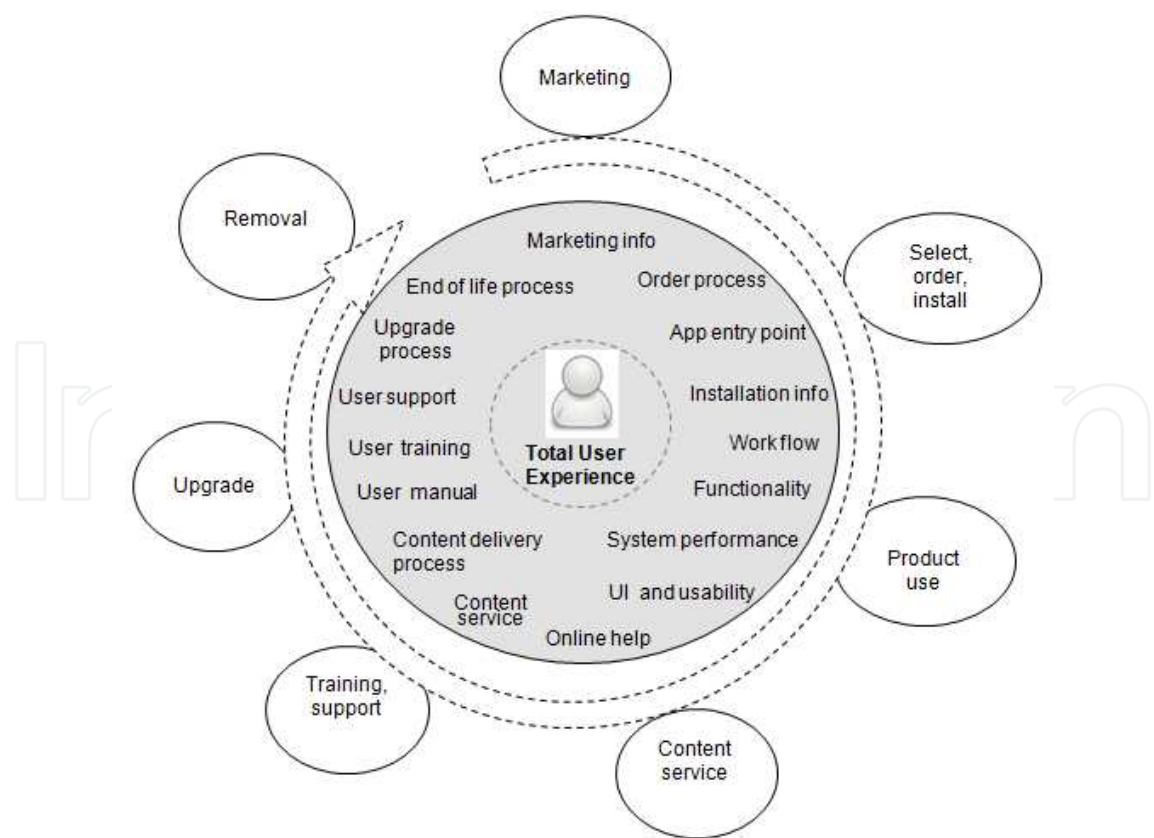 Marketing
Removal
Select,
order,
install
Marketing info
End of life process
Order process
Upgrade
process
App entry point
User support
Installation info
User training
Total User
Experience
Work flow
Upgrade
User manual
Functionality
Content delivery
process
System performance
Product
use
UI and usability
Content
service
Online help
Training,
support
Content
service